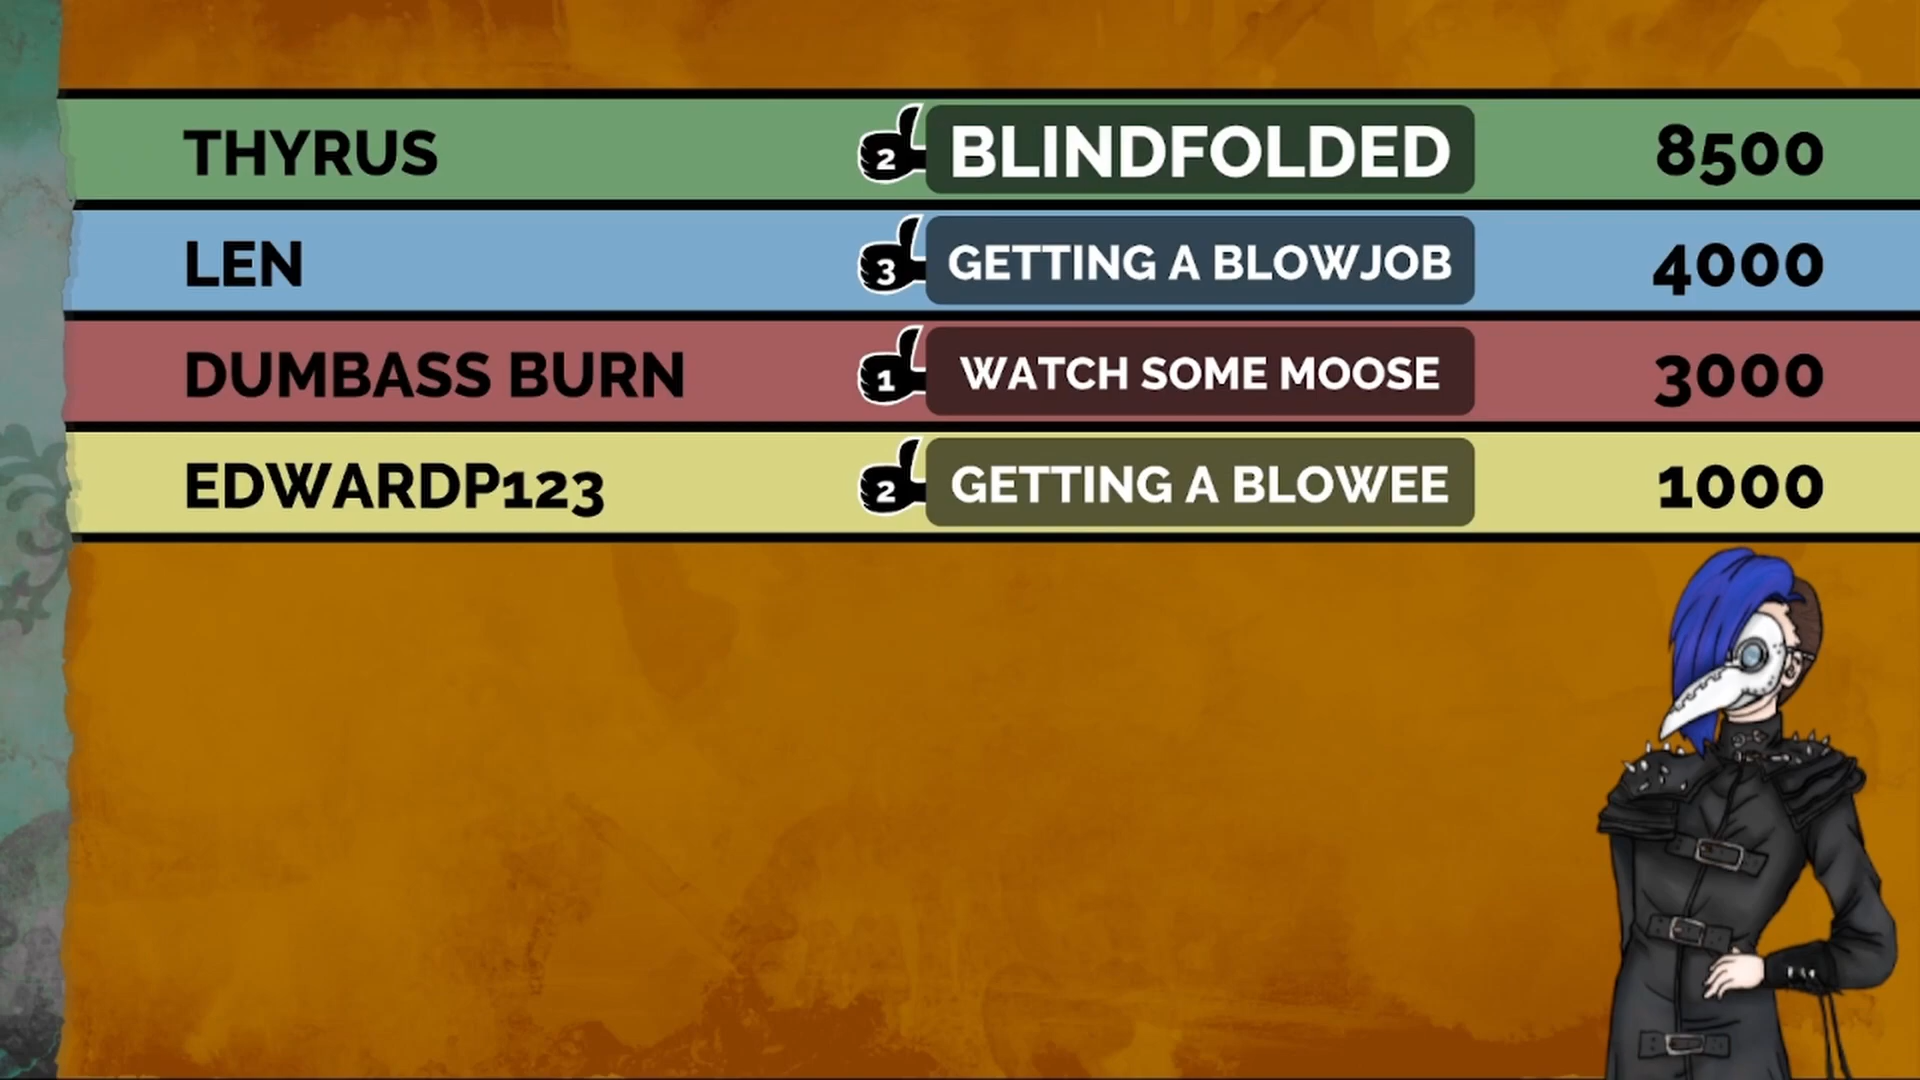 THYRUS 2 BLINDFOLDED 8500
LEN 3 GETTING A BLOWJOB 4000
DUMBASS BURN 1 WATCH SOME MOOSE 3000
EDWARDP123 2 GETTING A BLOWEE 1000